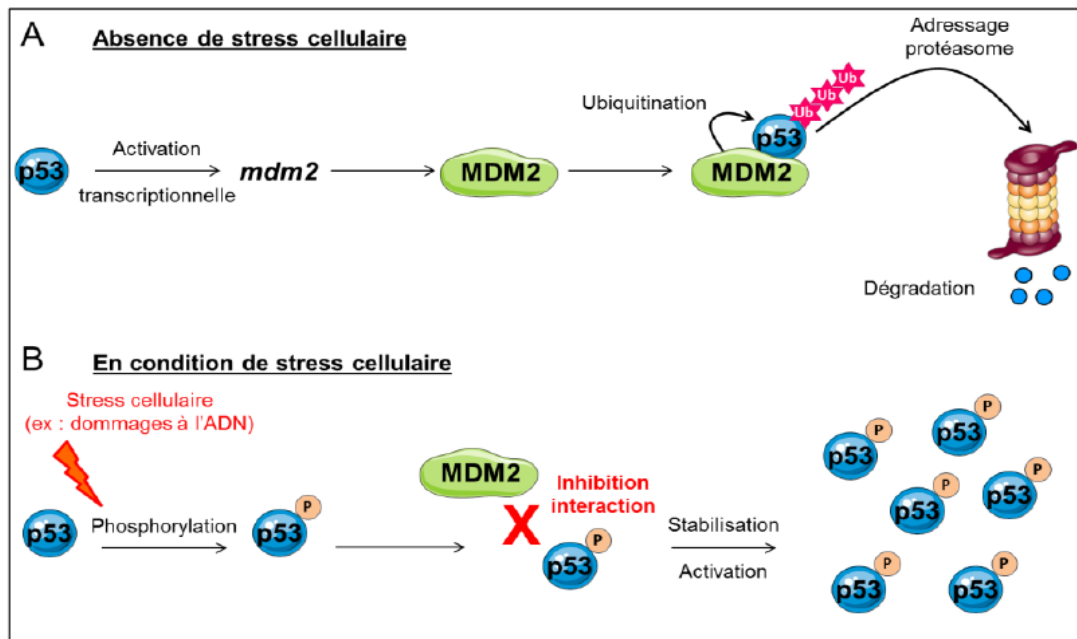 A
Absence de stress cellulaire
Adressage
protéasome
Ubiquitination
Ub
Ub
Ub
p53
Activation
transcriptionnelle
mdm2
MDM2
p53
MDM2
Dégradation
B
En condition de stress cellulaire
Stress cellulaire
(ex : dommages à l'ADN)
p53
Phosphorylation
P
p53
MDM2
X
Inhibition
interaction
P
p53
Stabilisation
Activation
P
p53
P
p53
P
p53
P
p53
P
p53
P
p53